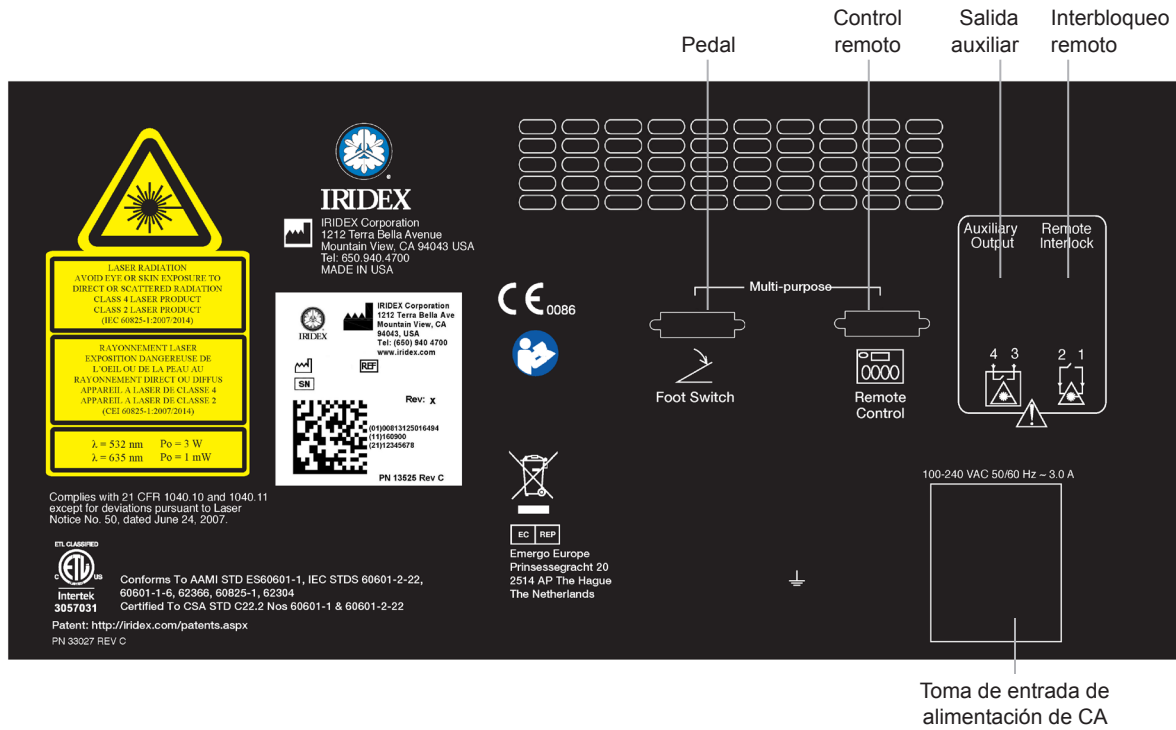 Pedal
Control
remoto
Salida
auxiliar
Interbloqueo
remoto
IRIDEX
IRIDEX Corporation
1212 Terra Bella Avenue
Mountain View, CA 94043 USA
Tel: 650.940.4700
MADE IN USA
LASER RADIATION
AVOID EYE OR SKIN EXPOSURE TO
DIRECT OR SCATTERED RADIATION
CLASS 4 LASER PRODUCT
CLASS 2 LASER PRODUCT
(IEC 60825-1:2007/2014)
RAYONNEMENT LASER
EXPOSITION DANGEREUSE DE
L'OEIL OU DE LA PEAU AU
RAYONNEMENT DIRECT OU DIFFUS
APPAREIL A LASER DE CLASSE 4
APPAREIL A LASER DE CLASSE 2
(CEI 60825-1:2007/2014)
λ = 532 nm Po = 3 W
λ = 635 nm Po = 1 mW
IRIDEX
IRIDEX Corporation
1212 Terra Bella Ave
Mountain View, CA
94043, USA
Tel: (650) 940 4700
www.iridex.com
REF
SN
Rev: X
(01)00813125016494
(11)160900
(21)12345678
PN 13525 Rev C
Complies with 21 CFR 1040.10 and 1040.11
except for deviations pursuant to Laser
Notice No. 50, dated June 24, 2007.
ETL CLASSIFIED
C ETL US
Intertek
3057031
Conforms To AAMI STD ES60601-1, IEC STDS 60601-2-22,
60601-1-6, 62366, 60825-1, 62304
Certified To CSA STD C22.2 Nos 60601-1 & 60601-2-22
Patent: http://iridex.com/patents.aspx
PN 33027 REV C
CE 0086
EC REP
Emergo Europe
Prinsessegracht 20
2514 AP The Hague
The Netherlands
Multi-purpose
Foot Switch
0000
Remote
Control
Auxiliary
Output
Remote
Interlock
4 3
2 1
100-240 VAC 50/60 Hz ~ 3.0 A
Toma de entrada de
alimentación de CA